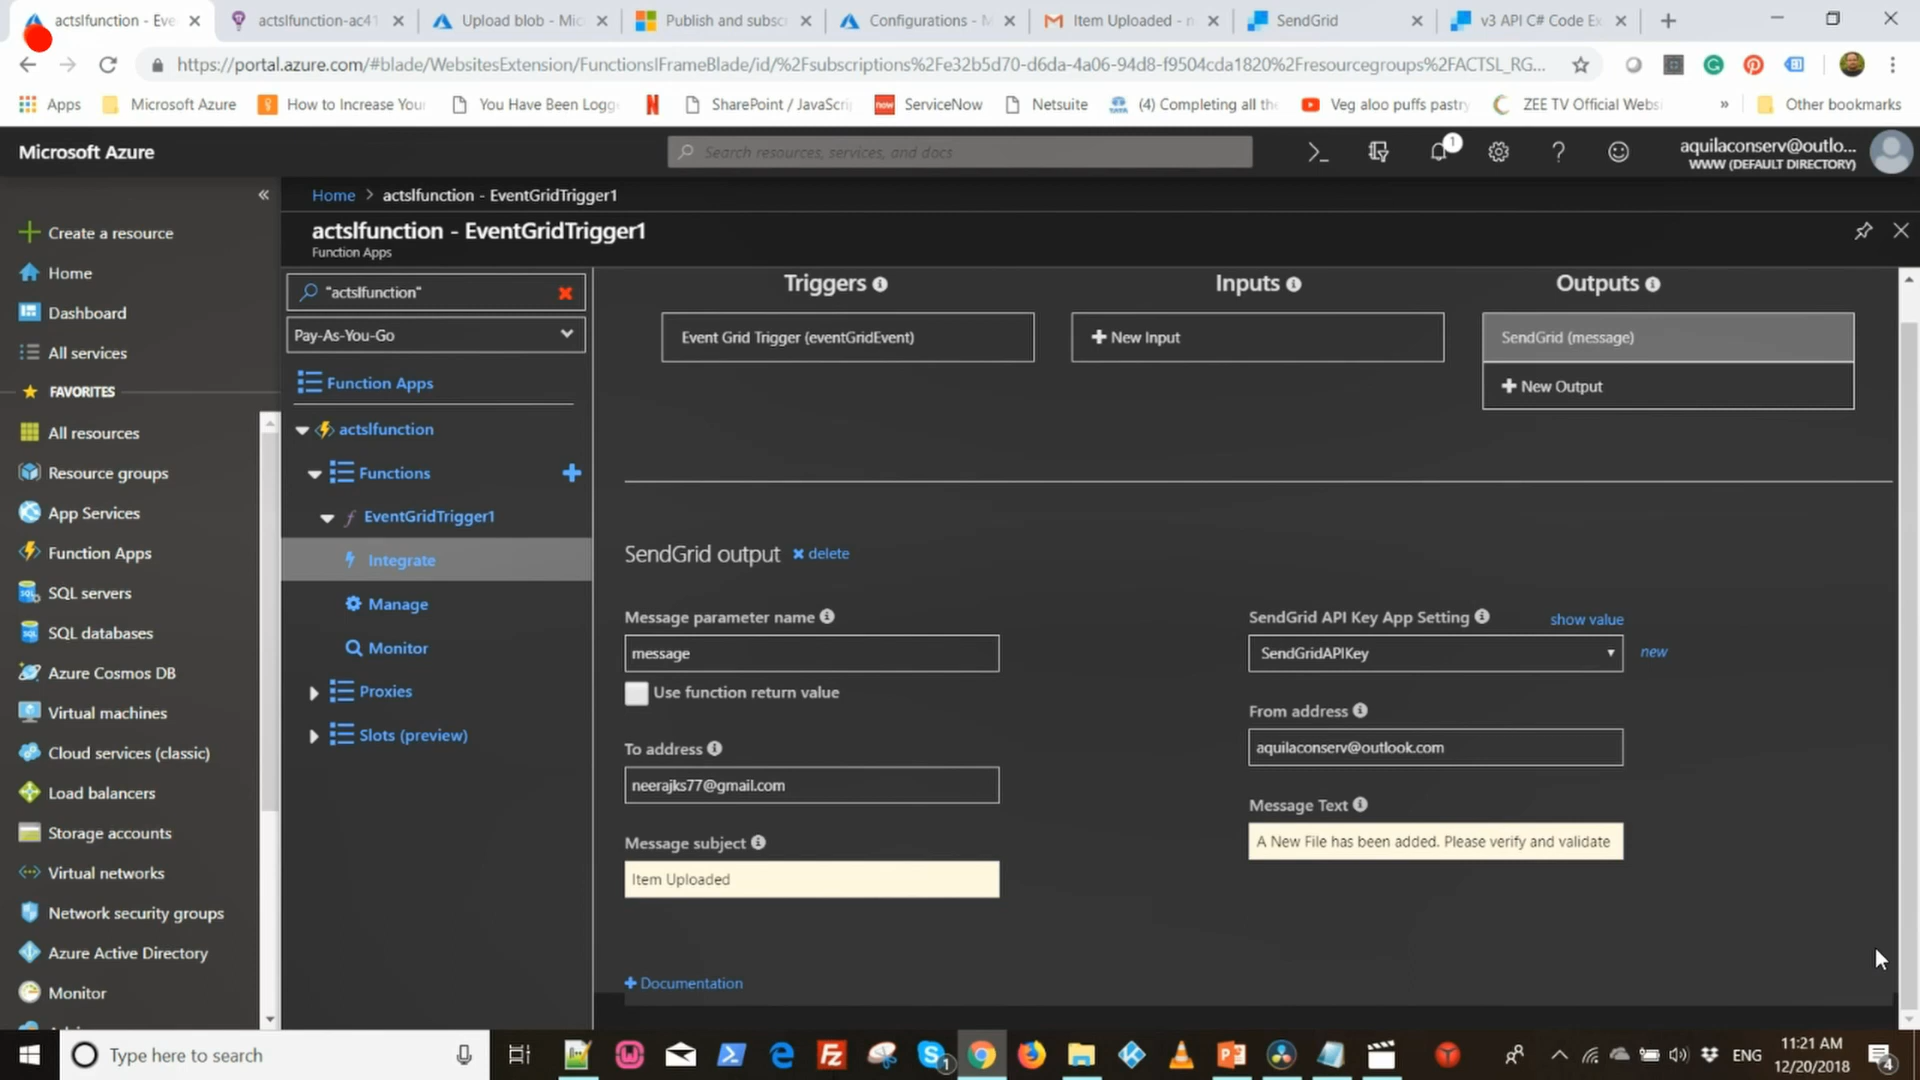 actslfunction - Eve
actslfunction-ac41
Upload blob - Mic
Publish and subsc
Configurations - M
Item Uploaded - n
SendGrid
v3 API C# Code Ex
https://portal.azure.com/#blade/WebsitesExtension/FunctionsIFrameBlade/id/%2Fsubscriptions%2Fe32b5d70-d6da-4a06-94d8-f9504cda1820%2Fresourcegroups%2FACTSL_RG...
Apps
Microsoft Azure
How to Increase You
You Have Been Logg
SharePoint / JavaScri
now
ServiceNow
Netsuite
(4) Completing all the
Veg aloo puffs pastry
ZEE TV Official Webs
»
Other bookmarks
Microsoft Azure
Search resources, services, and docs
1
aquilaconserv@outlo...
WWW (DEFAULT DIRECTORY)
«
Home > actslfunction - EventGridTrigger1
actslfunction - EventGridTrigger1
Function Apps
Create a resource
Home
Dashboard
All services
FAVORITES
All resources
Resource groups
App Services
Function Apps
SQL servers
SQL databases
Azure Cosmos DB
Virtual machines
Cloud services (classic)
Load balancers
Storage accounts
Virtual networks
Network security groups
Azure Active Directory
Monitor
"actslfunction"
Pay-As-You-Go
Function Apps
actslfunction
Functions
EventGridTrigger1
Integrate
Manage
Monitor
Proxies
Slots (preview)
Triggers
Inputs
Outputs
Event Grid Trigger (eventGridEvent)
New Input
SendGrid (message)
New Output
SendGrid output
delete
Message parameter name
message
Use function return value
To address
neerajks77@gmail.com
Message subject
Item Uploaded
SendGrid API Key App Setting
show value
SendGridAPIKey
new
From address
aquilaconserv@outlook.com
Message Text
A New File has been added. Please verify and validate
Documentation
Type here to search
1
ENG
11:21 AM
12/20/2018
4